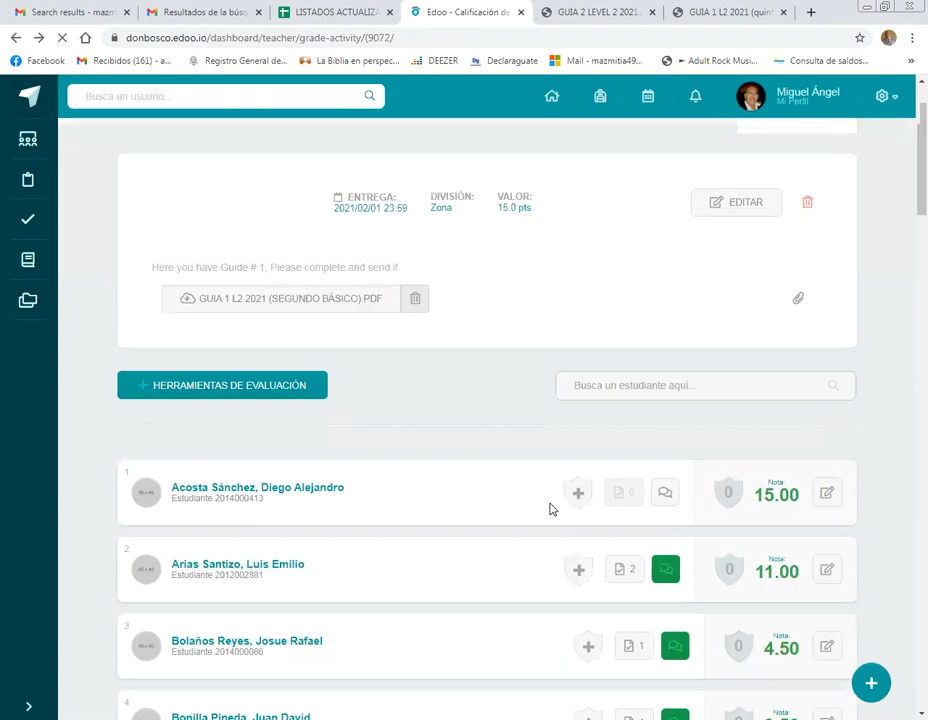 Search results - mazm
Resultados de la búsq
LISTADOS ACTUALIZA
Edoo - Calificación de
GUIA 2 LEVEL 2 2021.
GUIA 1 L2 2021 (quint
donbosco.edoo.io/dashboard/teacher/grade-activity/(9072/
Facebook
Recibidos (161) - a...
Registro General de...
La Biblia en perspec...
DEEZER
Declaraguate
Mail - mazmitia49...
► Adult Rock Musi...
Consulta de saldos...
»
Busca un usuario...
Miguel Ángel
Mi Perfil
ENTREGA:
2021/02/01 23:59
DIVISIÓN:
Zona
VALOR:
15.0 pts
EDITAR
Here you have Guide # 1, Please complete and send it.
GUIA 1 L2 2021 (SEGUNDO BÁSICO).PDF
+ HERRAMIENTAS DE EVALUACIÓN
Busca un estudiante aquí...
1
Acosta Sánchez, Diego Alejandro
Estudiante 2014000413
0
0
Nota:
15.00
2
Arias Santizo, Luis Emilio
Estudiante 2012002881
2
0
Nota:
11.00
3
Bolaños Reyes, Josue Rafael
Estudiante 2014000086
1
0
Nota
4.50
4
Bonilla Pineda, Juan David